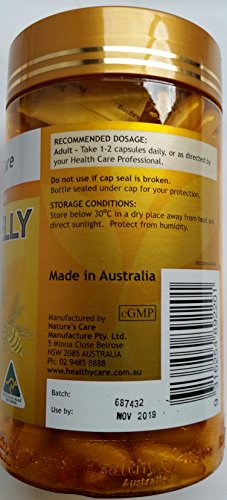 RECOMMENDED DOSAGE:
Adult - Take 1-2 capsules daily, or as directed by
your Health Care Professional.
Do not use if cap seal is broken.
Bottle sealed under cap for your protection.
STORAGE CONDITIONS:
Store below 30°C in a dry place away from heat and
direct sunlight. Protect from humidity.
LLY
Made in Australia
Manufactured by
Nature's Care
Manufacture Pty. Ltd.
5 Minna Close Belrose
NSW 2085 AUSTRALIA
Ph. 02 9485 8888
www.healthycare.com.au
cGMP
Batch: 687432
Use by: NOV 2019